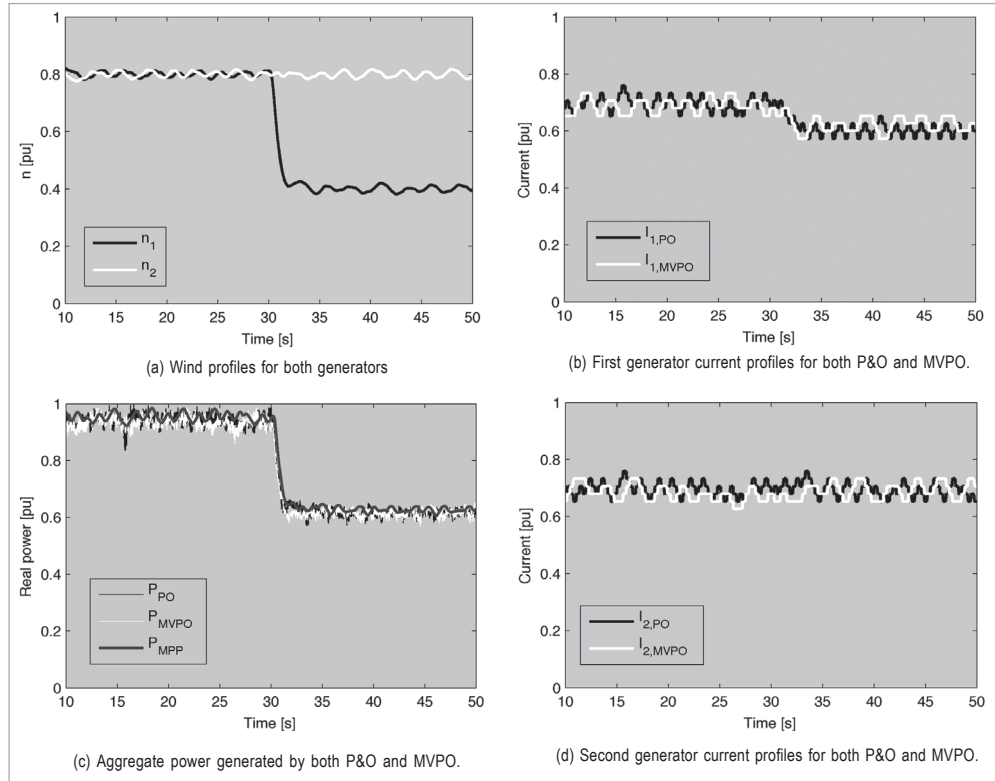 1
0.8
0.6
0.4
0.2
0
n [pu]
n1
n2
10 15 20 25 30 35 40 45 50
Time [s]
(a) Wind profiles for both generators
1
0.8
0.6
0.4
0.2
0
Current [pu]
I1,PO
I1,MVPO
10 15 20 25 30 35 40 45 50
Time [s]
(b) First generator current profiles for both P&O and MVPO.
1
0.8
0.6
0.4
0.2
0
Real power [pu]
PPO
PMVPO
PMPP
10 15 20 25 30 35 40 45 50
Time [s]
(c) Aggregate power generated by both P&O and MVPO.
1
0.8
0.6
0.4
0.2
0
Current [pu]
I2,PO
I2,MVPO
10 15 20 25 30 35 40 45 50
Time [s]
(d) Second generator current profiles for both P&O and MVPO.